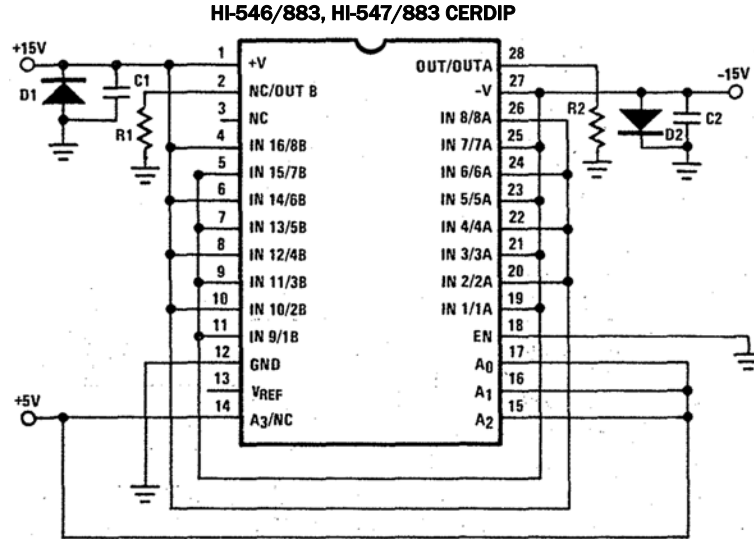 HI-546/883, HI-547/883 CERDIP
+15V
D1
C1
R1
1 +V
2 NC/OUT B
3 NC
4 IN 16/8B
5 IN 15/7B
6 IN 14/6B
7 IN 13/5B
8 IN 12/4B
9 IN 11/3B
10 IN 10/2B
11 IN 9/1B
12 GND
13 VREF
14 A3/NC
+5V
OUT/OUTA 28
-V 27
IN 8/8A 26
IN 7/7A 25
IN 6/6A 24
IN 5/5A 23
IN 4/4A 22
IN 3/3A 21
IN 2/2A 20
IN 1/1A 19
EN 18
A0 17
A1 16
A2 15
R2
D2
C2
-15V